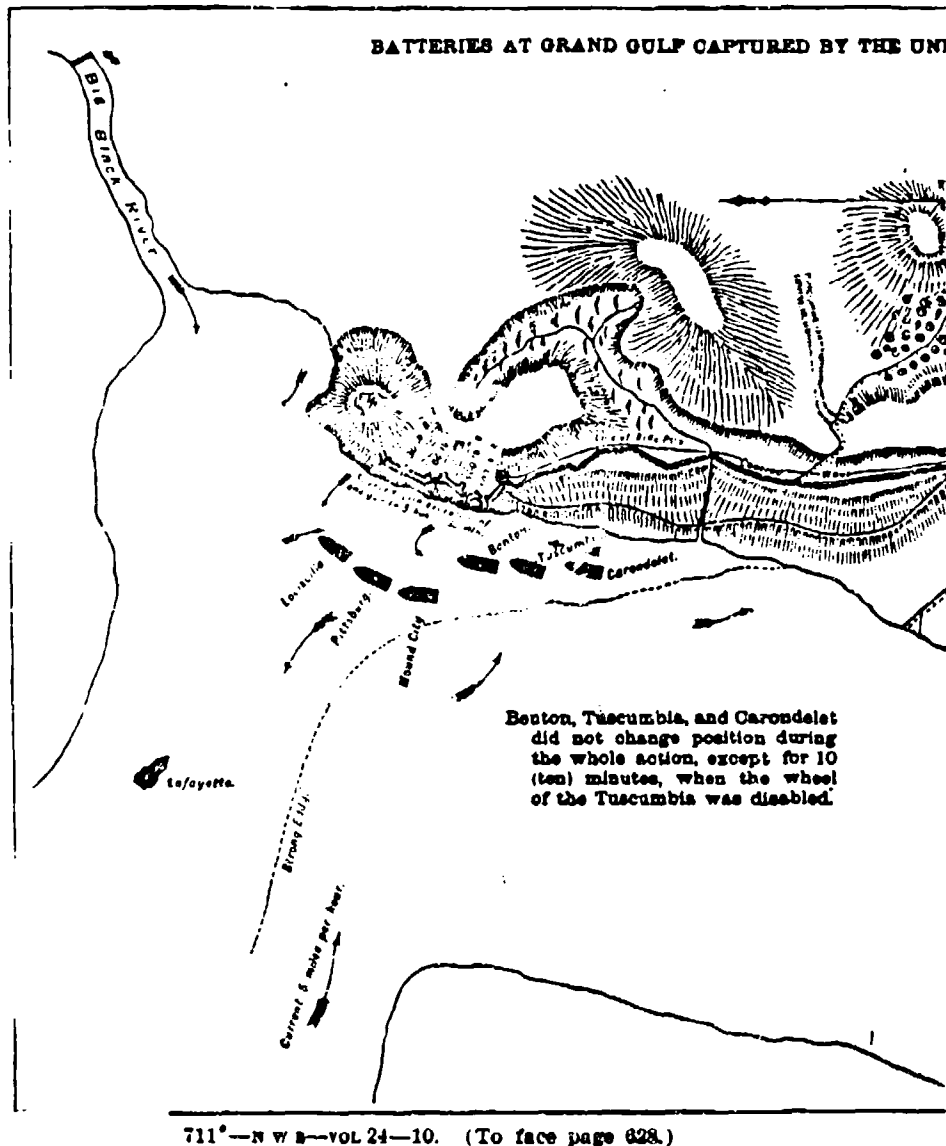 BATTERIES AT GRAND GULF CAPTURED BY THE UNI
BIG Black River
Benton.
Tuscumb
Carondelet.
Louisville
Pittsburg.
Mound City
Lafayette.
Strong Eddy.
Current 5 miles per hour.
Benton, Tuscumbia, and Carondelet
did not change position during
the whole action, except for 10
(ten) minutes, when the wheel
of the Tuscumbia was disabled.
711°—N W R—VOL 24—10. (To face page 628.)